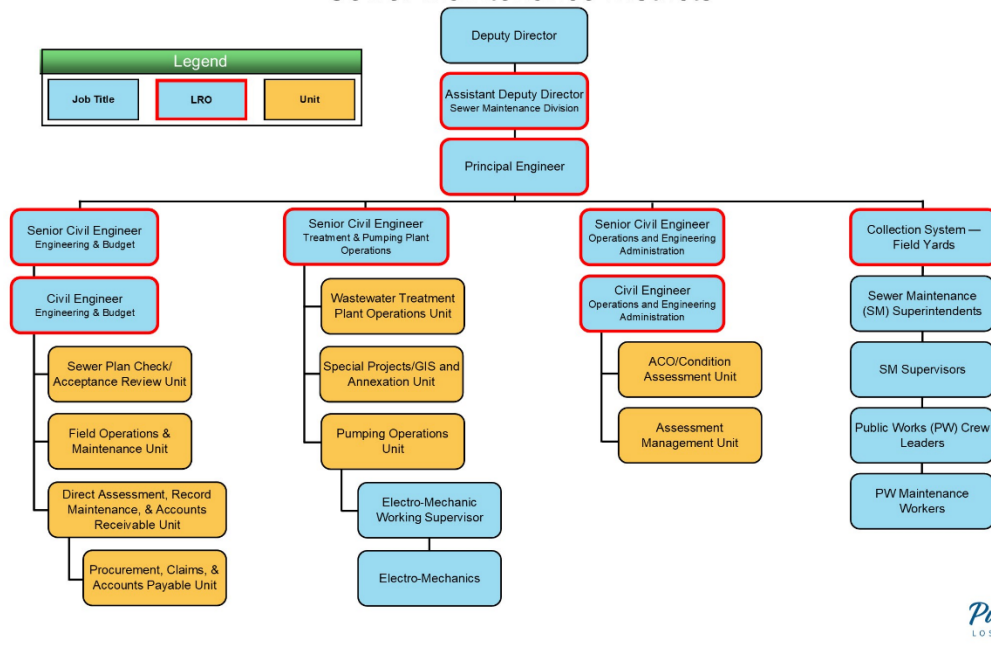 Deputy Director
Legend
Job Title
LRO
Unit
Assistant Deputy Director
Sewer Maintenance Division
Principal Engineer
Senior Civil Engineer
Engineering & Budget
Senior Civil Engineer
Treatment & Pumping Plant
Operations
Senior Civil Engineer
Operations and Engineering
Administration
Collection System —
Field Yards
Civil Engineer
Engineering & Budget
Wastewater Treatment
Plant Operations Unit
Civil Engineer
Operations and Engineering
Administration
Sewer Maintenance
(SM) Superintendents
Sewer Plan Check/
Acceptance Review Unit
Special Projects/GIS and
Annexation Unit
ACO/Condition
Assessment Unit
SM Supervisors
Field Operations &
Maintenance Unit
Pumping Operations
Unit
Assessment
Management Unit
Public Works (PW) Crew
Leaders
Direct Assessment, Record
Maintenance, & Accounts
Receivable Unit
Electro-Mechanic
Working Supervisor
PW Maintenance
Workers
Procurement, Claims, &
Accounts Payable Unit
Electro-Mechanics